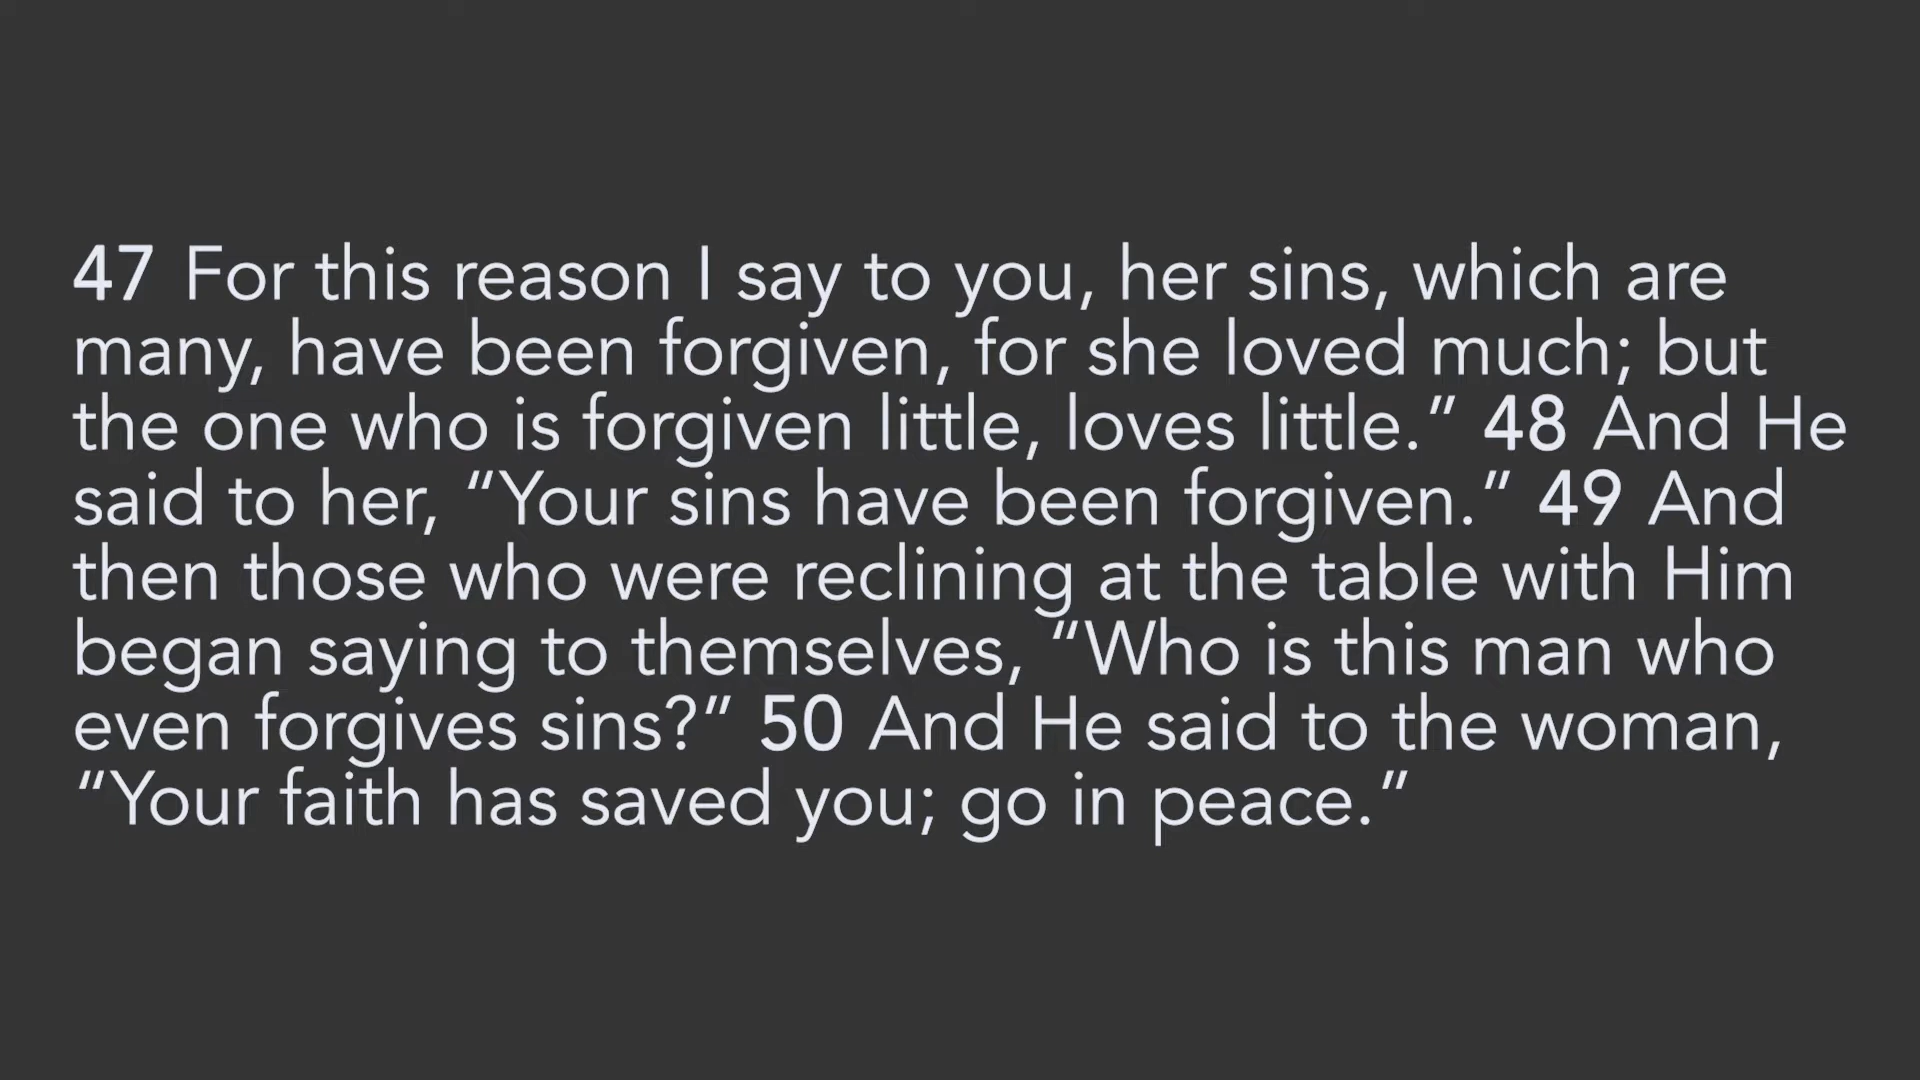 47 For this reason I say to you, her sins, which are
many, have been forgiven, for she loved much; but
the one who is forgiven little, loves little.” 48 And He
said to her, “Your sins have been forgiven.” 49 And
then those who were reclining at the table with Him
began saying to themselves, “Who is this man who
even forgives sins?” 50 And He said to the woman,
“Your faith has saved you; go in peace.”